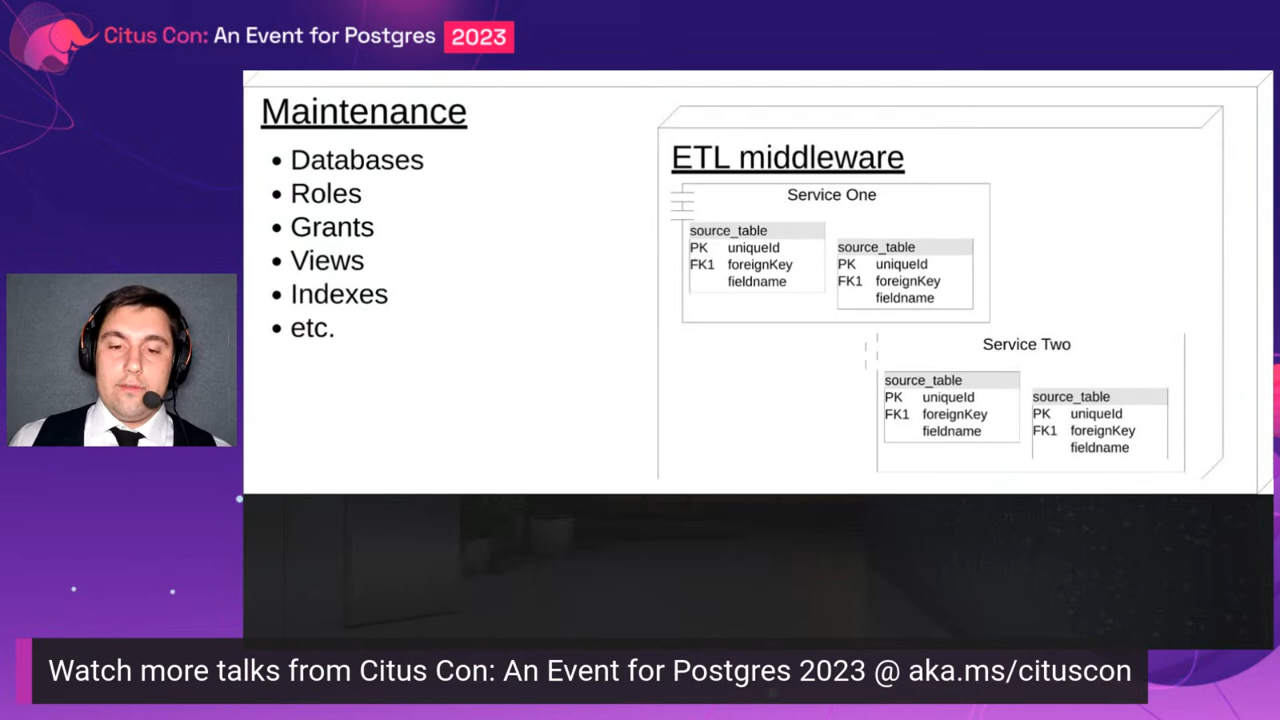 Citus Con: An Event for Postgres 2023
Maintenance
• Databases
• Roles
• Grants
• Views
• Indexes
• etc.
ETL middleware
Service One
source_table
PK uniqueId
FK1 foreignKey
fieldname
source_table
PK uniqueId
FK1 foreignKey
fieldname
Service Two
source_table
PK uniqueId
FK1 foreignKey
fieldname
source_table
PK uniqueId
FK1 foreignKey
fieldname
Watch more talks from Citus Con: An Event for Postgres 2023 @ aka.ms/cituscon